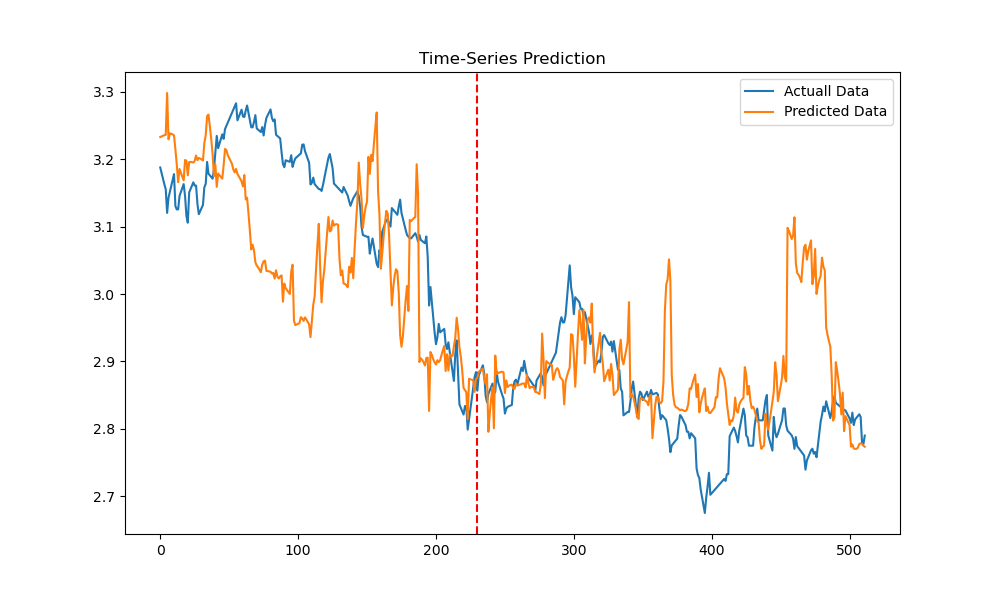 Time-Series Prediction
Actuall Data
Predicted Data
3.3
3.2
3.1
3.0
2.9
2.8
2.7
0 100 200 300 400 500